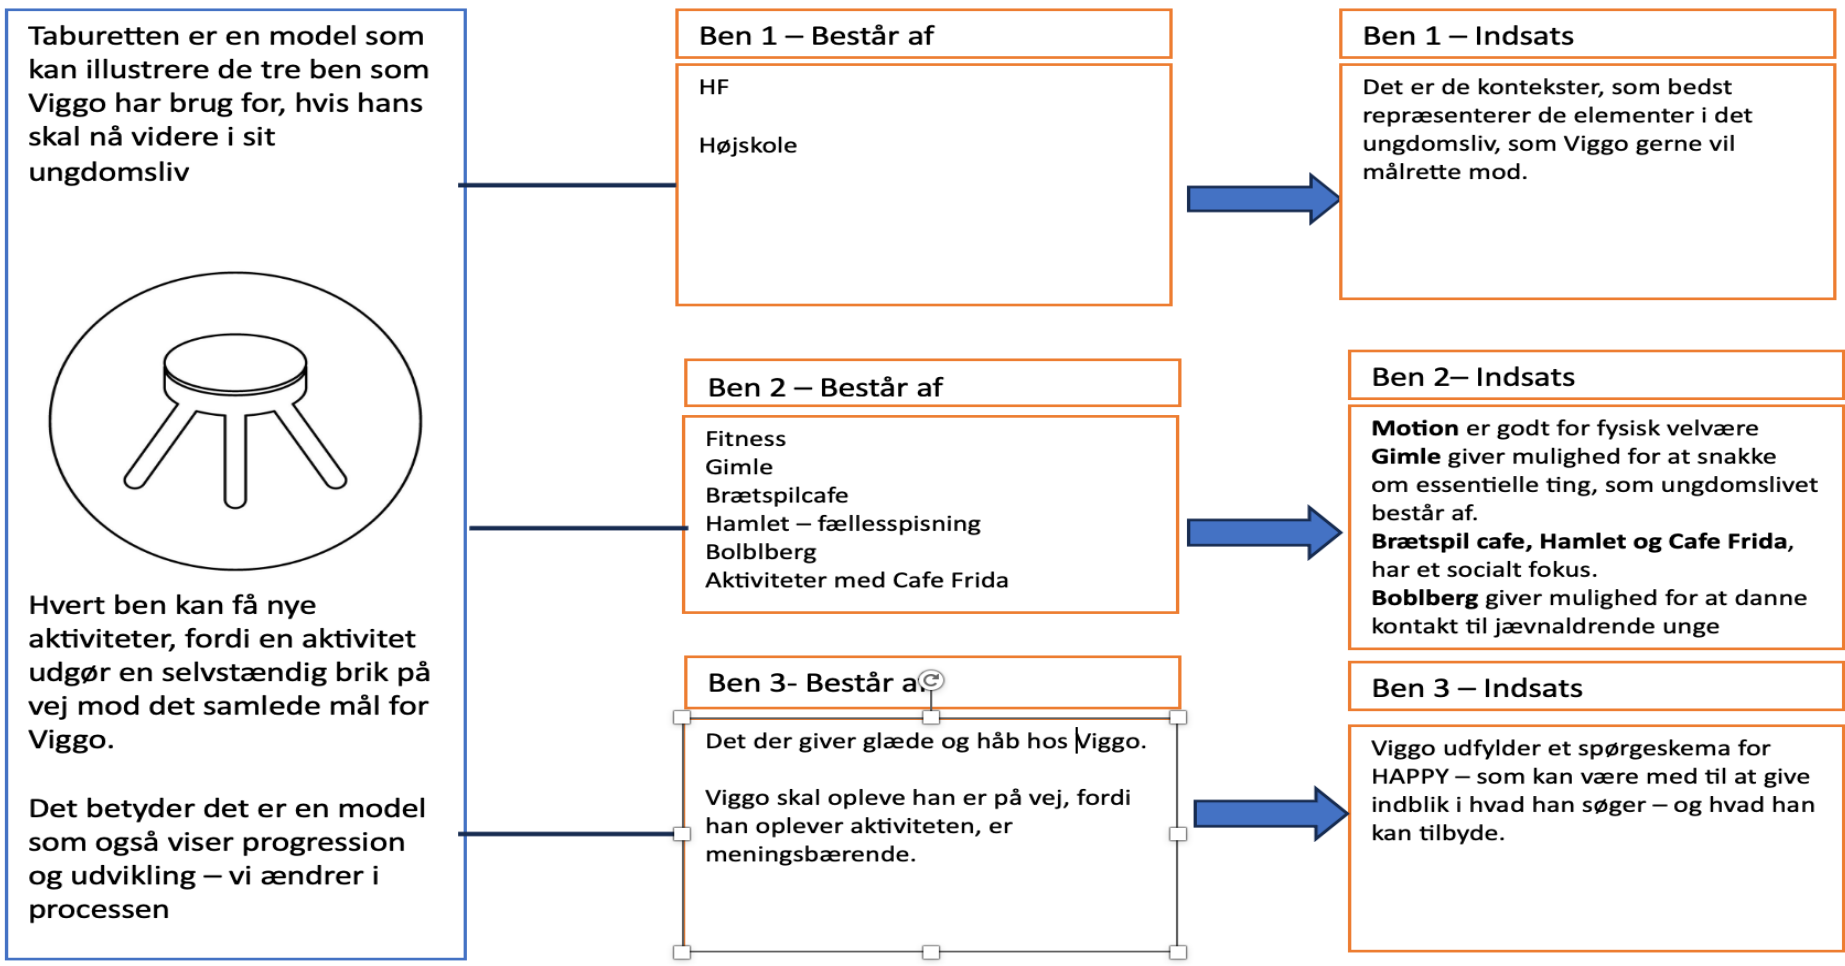 Taburetten er en model som
kan illustrere de tre ben som
Viggo har brug for, hvis hans
skal nå videre i sit
ungdomsliv
Hvert ben kan få nye
aktiviteter, fordi en aktivitet
udgør en selvstændig brik på
vej mod det samlede mål for
Viggo.
Det betyder det er en model
som også viser progression
og udvikling – vi ændrer i
processen
Ben 1 – Består af
HF
Højskole
Ben 1 – Indsats
Det er de kontekster, som bedst
repræsenterer de elementer i det
ungdomsliv, som Viggo gerne vil
målrette mod.
Ben 2 – Består af
Fitness
Gimle
Brætspilcafe
Hamlet – fællesspisning
Bolblberg
Aktiviteter med Cafe Frida
Ben 2– Indsats
Motion er godt for fysisk velvære
Gimle giver mulighed for at snakke
om essentielle ting, som ungdomslivet
består af.
Brætspil cafe, Hamlet og Cafe Frida,
har et socialt fokus.
Boblberg giver mulighed for at danne
kontakt til jævnaldrende unge
Ben 3- Består af
Det der giver glæde og håb hos Viggo.
Viggo skal opleve han er på vej, fordi
han oplever aktiviteten, er
meningsbærende.
Ben 3 – Indsats
Viggo udfylder et spørgeskema for
HAPPY – som kan være med til at give
indblik i hvad han søger – og hvad han
kan tilbyde.